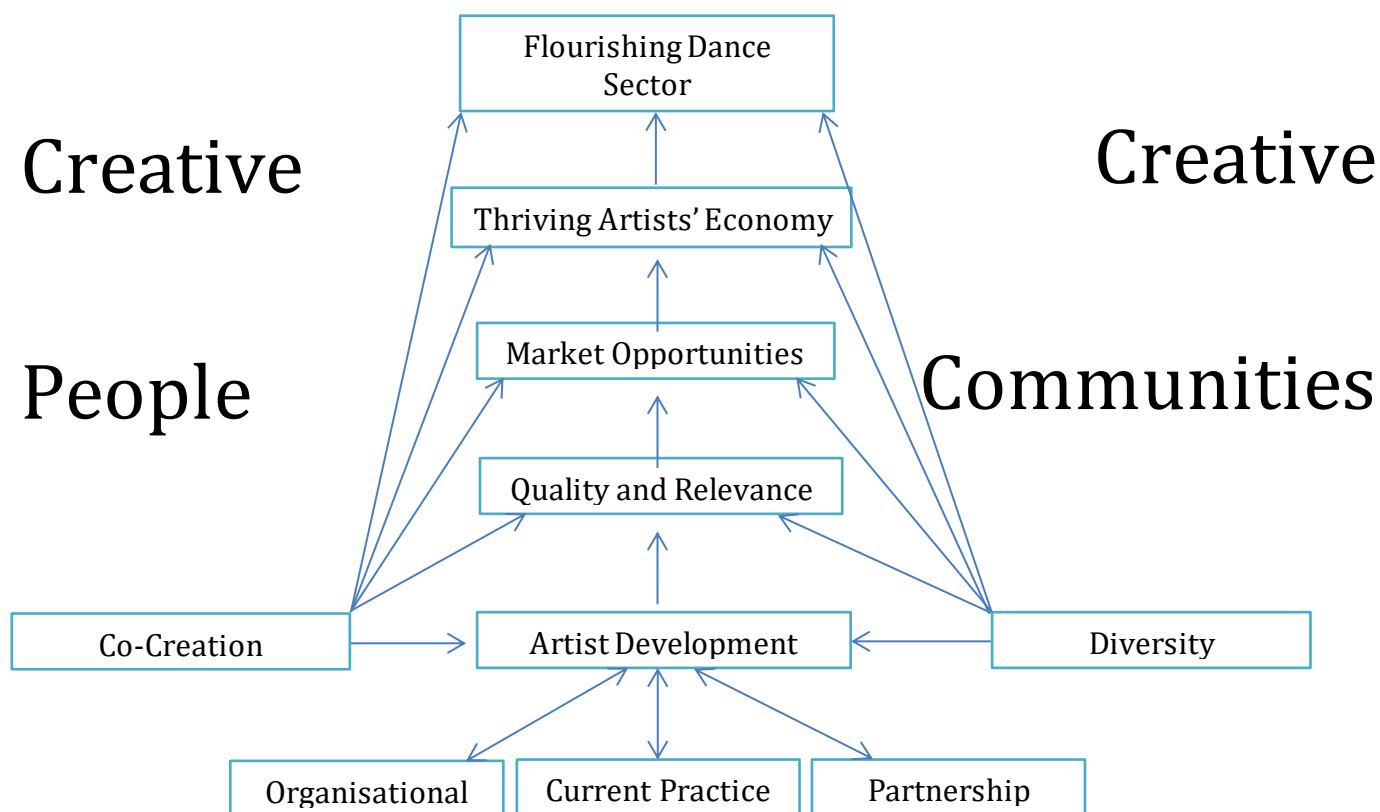 Flourishing Dance
Sector
Creative
Creative
Thriving Artists’ Economy
Market Opportunities
People
Communities
Quality and Relevance
Co-Creation
Artist Development
Diversity
Organisational
Current Practice
Partnership